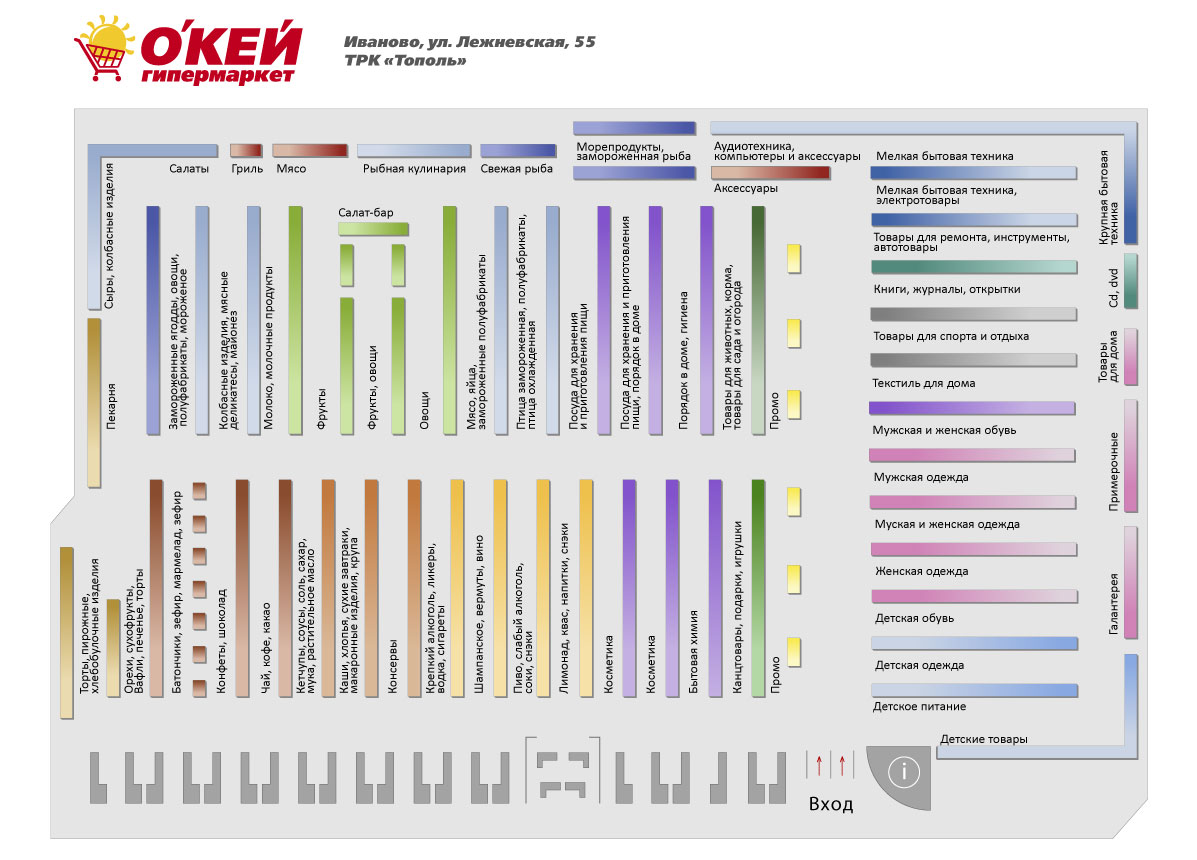 О'КЕЙ
гипермаркет
Иваново, ул. Лежневская, 55
ТРК «Тополь»
Салаты
Гриль
Мясо
Рыбная кулинария
Свежая рыба
Морепродукты,
замороженная рыба
Аудиотехника,
компьютеры и аксессуары
Аксессуары
Мелкая бытовая техника
Мелкая бытовая техника,
электротовары
Товары для ремонта, инструменты,
автотовары
Книги, журналы, открытки
Товары для спорта и отдыха
Текстиль для дома
Мужская и женская обувь
Мужская одежда
Муская и женская одежда
Женская одежда
Детская обувь
Детская одежда
Детское питание
Детские товары
Крупная бытовая
техника
Cd, dvd
Товары
для дома
Примерочные
Галантерея
Сыры, колбасные изделия
Пекарня
Замороженные ягодды, овощи,
полуфабрикаты, мороженое
Колбасные изделия, мясные
деликатесы, майонез
Молоко, молочные продукты
Салат-бар
Фрукты
Фрукты, овощи
Овощи
Мясо, яйца,
замороженные полуфабрикаты
Птица замороженная, полуфабрикаты,
птица охлажденная
Посуда для хранения
и приготовления пищи
Посуда для хранения и приготовления
пищи, порядок в доме
Порядок в доме, гигиена
Товары для животных, корма,
товары для сада и огорода
Промо
Торты, пирожные,
хлебобулочные изделия
Орехи, сухофрукты,
Вафли, печенье, торты
Батончики, зефир, мармелад, зефир
Конфеты, шоколад
Чай, кофе, какао
Кетчупы, соусы, соль, сахар,
мука, растительное масло
Каши, хлопья, сухие завтраки,
макаронные изделия, крупа
Консервы
Крепкий алкоголь, ликеры,
водка, сигареты
Шампанское, вермуты, вино
Пиво, слабый алкоголь,
соки, снэки
Лимонад, квас, напитки, снэки
Косметика
Косметика
Бытовая химия
Канцтовары, подарки, игрушки
Промо
Вход
i